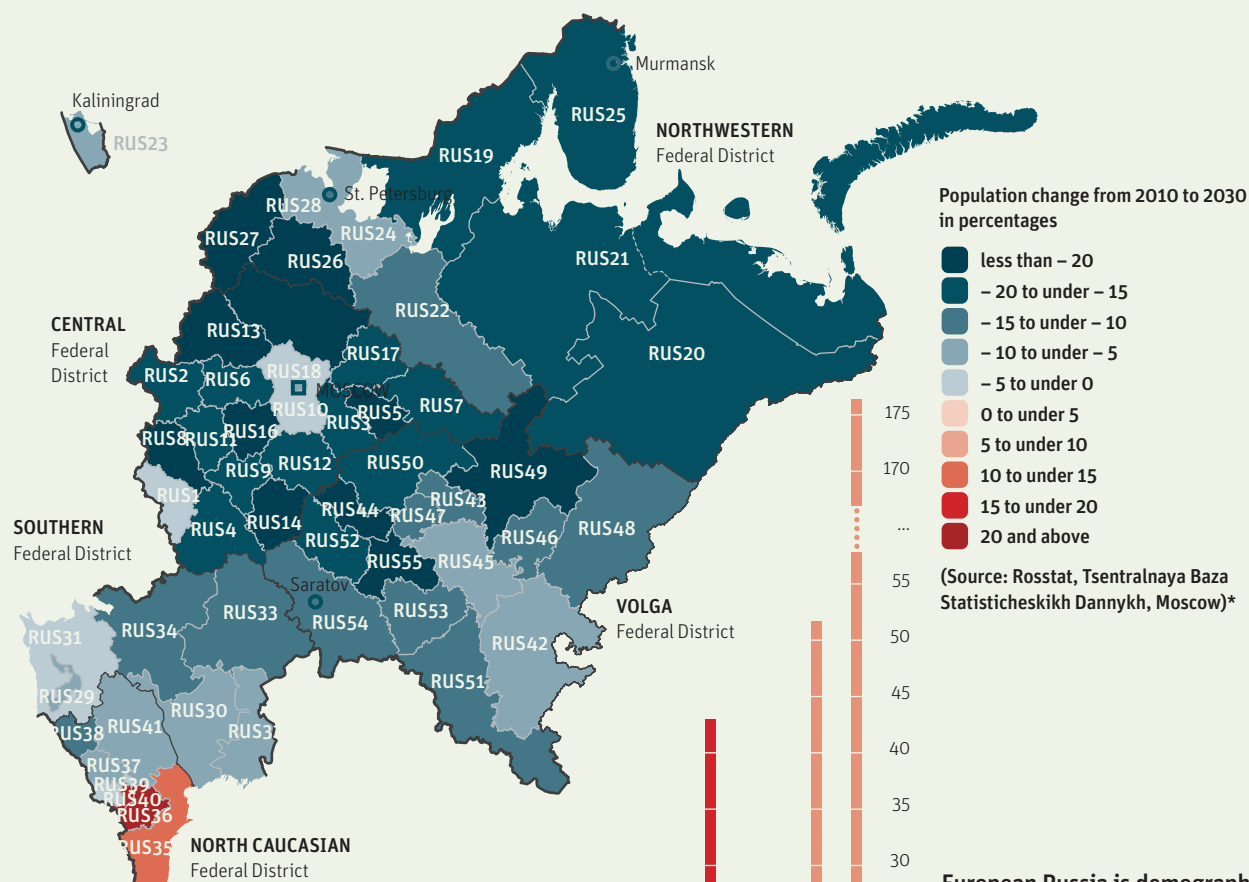 Kaliningrad
RUS23
Murmansk
RUS25
NORTHWESTERN
Federal District
RUS19
St. Petersburg
RUS28
RUS24
RUS27
RUS26
RUS21
RUS22
RUS20
CENTRAL
Federal
District
RUS13
RUS17
RUS2
RUS6
RUS18
MOSCOW
RUS10
RUS3
RUS5
RUS7
RUS8
RUS11
RUS16
RUS9
RUS12
RUS50
RUS49
RUS1
RUS4
RUS14
RUS44
RUS43
RUS47
RUS48
RUS46
RUS52
RUS55
RUS45
SOUTHERN
Federal District
Saratov
RUS33
RUS54
RUS53
RUS34
RUS31
RUS42
RUS51
VOLGA
Federal District
RUS29
RUS30
RUS41
RUS38
RUS37
RUS39
RUS40
RUS36
RUS35
NORTH CAUCASIAN
Federal District
Population change from 2010 to 2030
in percentages
less than – 20
– 20 to under – 15
– 15 to under – 10
– 10 to under – 5
– 5 to under 0
0 to under 5
5 to under 10
10 to under 15
15 to under 20
20 and above
(Source: Rosstat, Tsentralnaya Baza
Statisticheskikh Dannykh, Moscow)*
175
170
...
55
50
45
40
35
30
European Russia is demograph